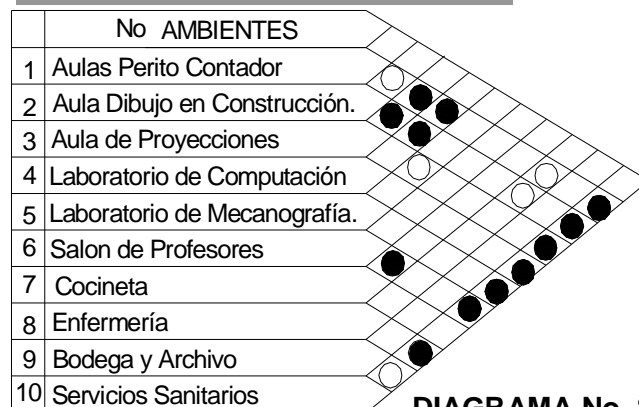 No AMBIENTES
1 Aulas Perito Contador
2 Aula Dibujo en Construcción.
3 Aula de Proyecciones
4 Laboratorio de Computación
5 Laboratorio de Mecanografía.
6 Salon de Profesores
7 Cocineta
8 Enfermería
9 Bodega y Archivo
10 Servicios Sanitarios
DIAGRAMA No.